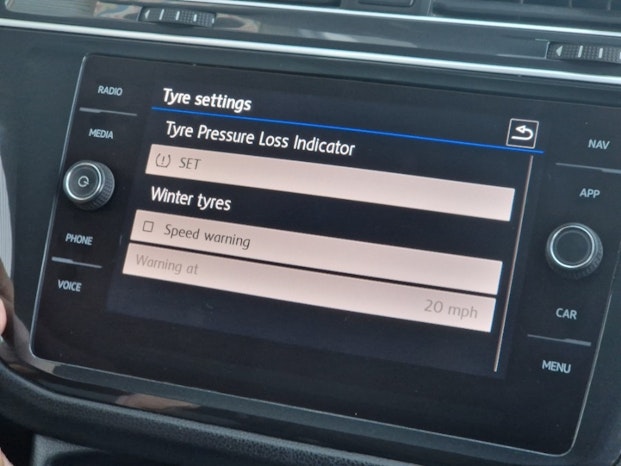 RADIO
MEDIA
PHONE
VOICE
Tyre settings
Tyre Pressure Loss Indicator
(!) SET
Winter tyres
Speed warning
Warning at 20 mph
NAV
APP
CAR
MENU